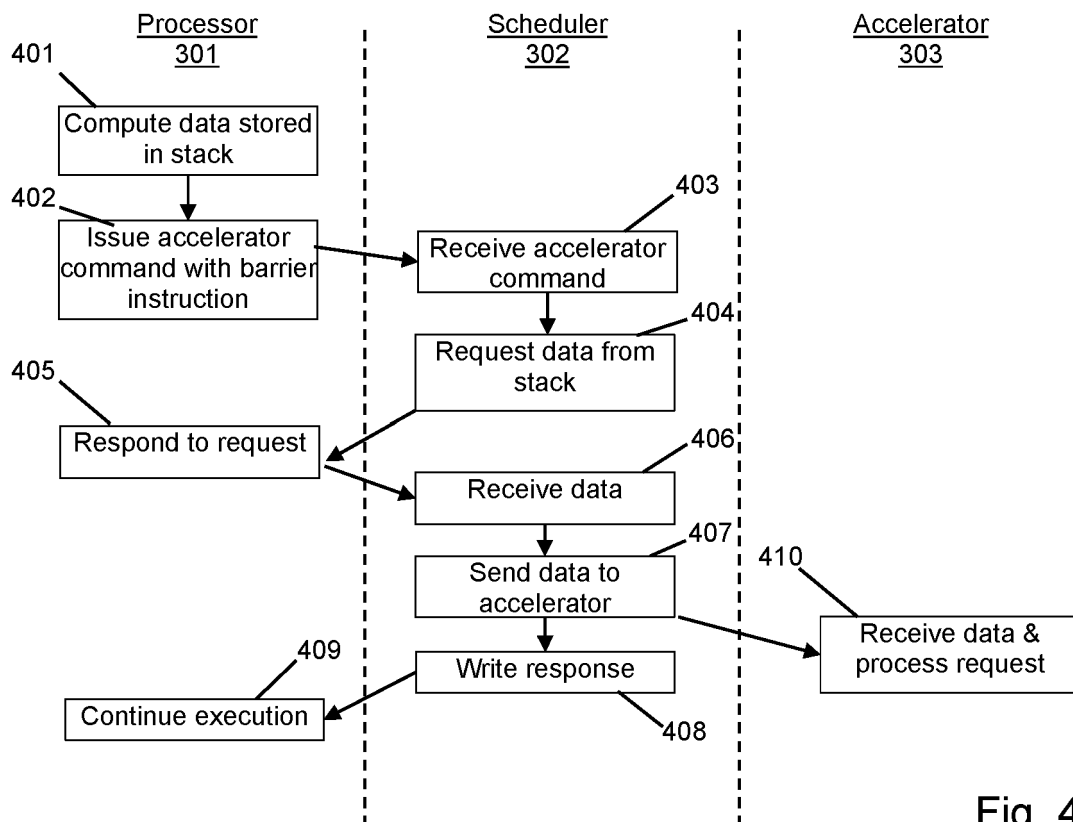 Processor
301
Scheduler
302
Accelerator
303
401
Compute data stored
in stack
402
Issue accelerator
command with barrier
instruction
403
Receive accelerator
command
404
Request data from
stack
405
Respond to request
406
Receive data
407
Send data to
accelerator
410
Receive data &
process request
409
Write response
Continue execution
408
Fig. 4